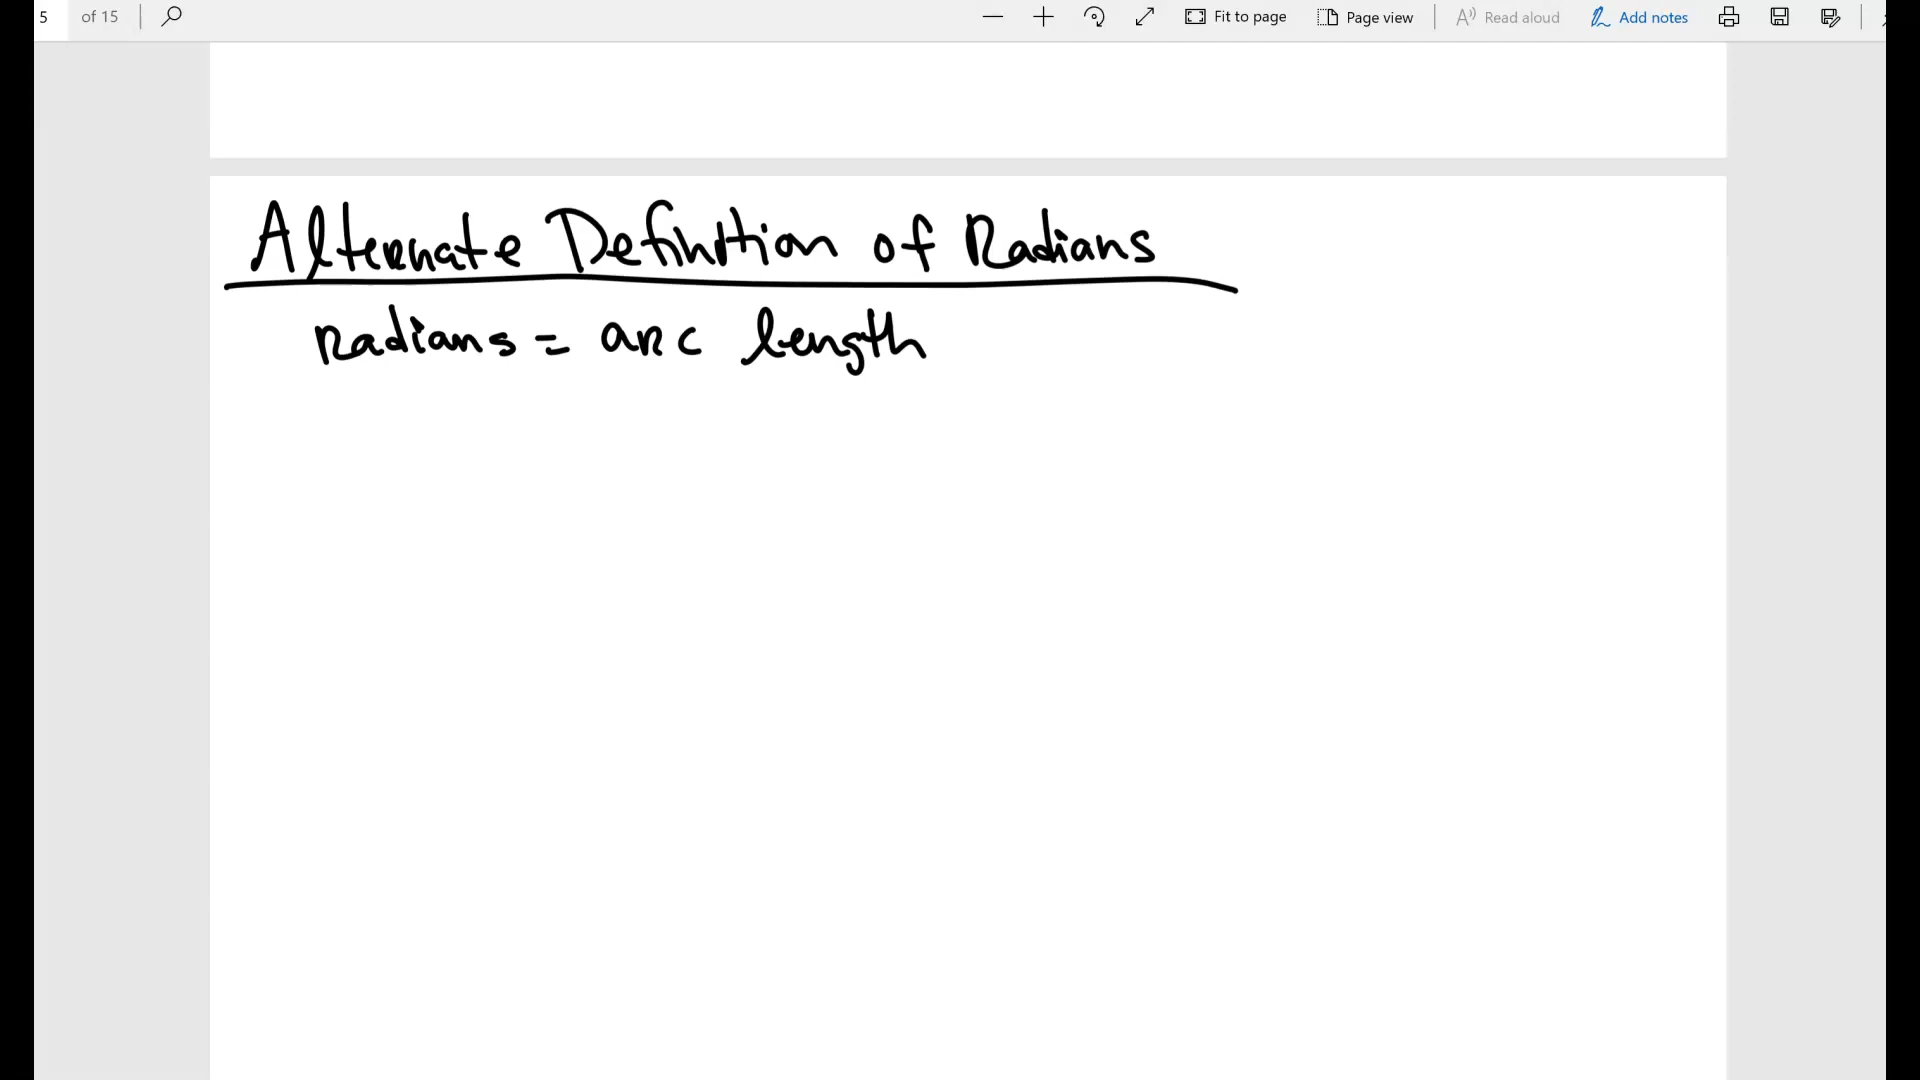 5 of 15 Fit to page Page view Read aloud Add notes
Alternate Definition of Radians
radians = arc length